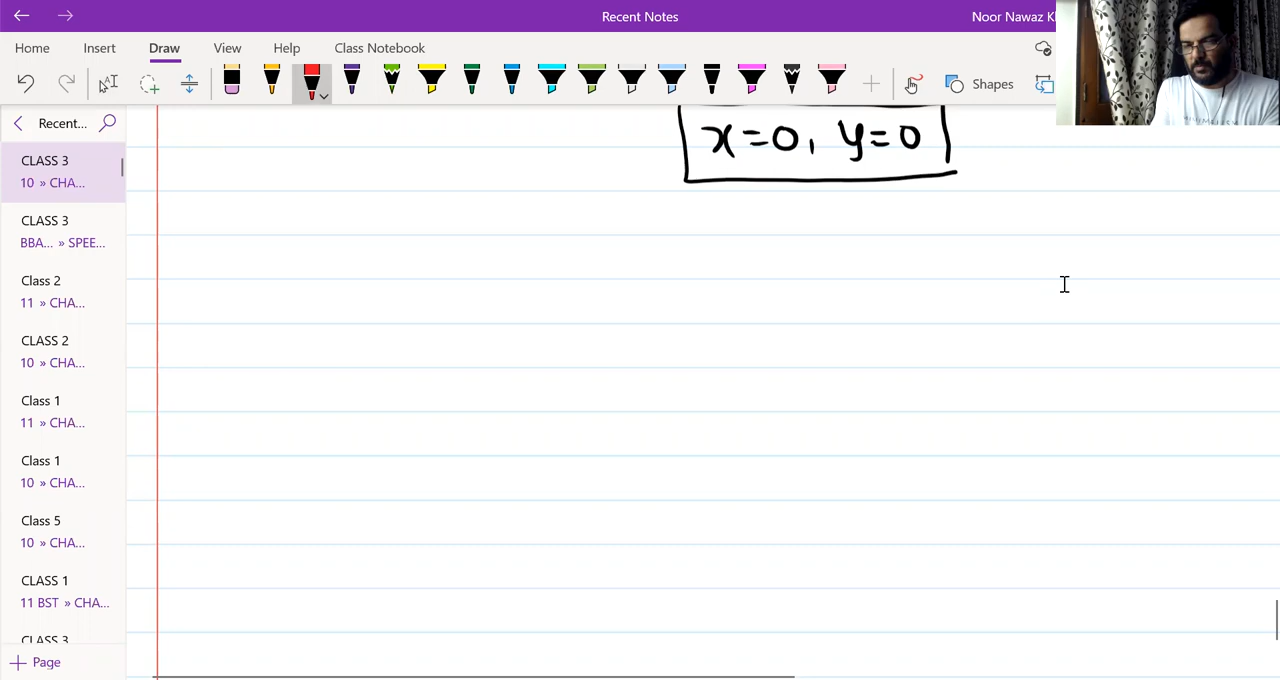 Recent Notes
Noor Nawaz K
Home Insert Draw View Help Class Notebook
Shapes
Recent...
x=0, y=0
CLASS 3
10 » CHA...
CLASS 3
BBA... » SPEE...
Class 2
11 » CHA...
CLASS 2
10 » CHA...
Class 1
11 » CHA...
Class 1
10 » CHA...
Class 5
10 » CHA...
CLASS 1
11 BST » CHA...
CLASS 3
Page